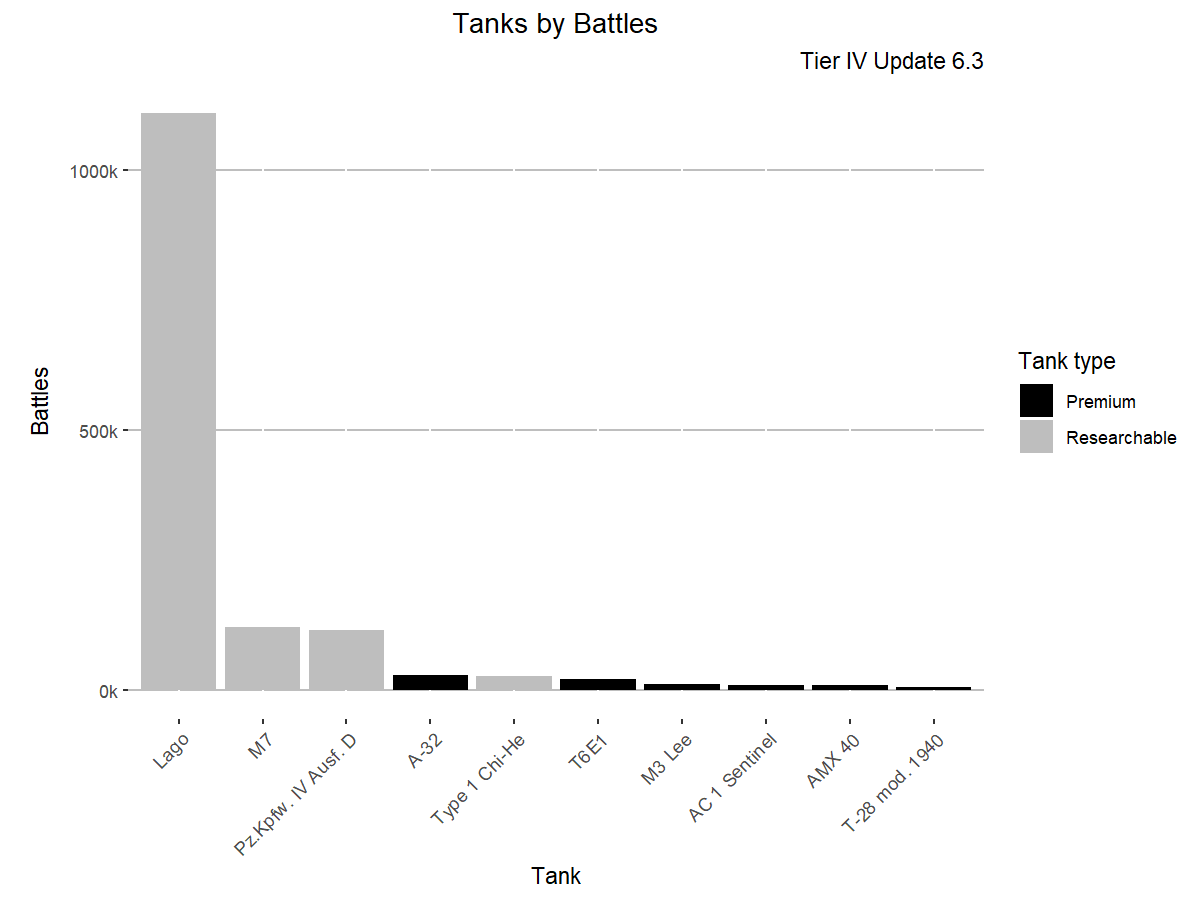 Tanks by Battles
Tier IV Update 6.3
1000k
500k
0k
Battles
Lago
M7
Pz.Kpfw. IV Ausf. D
A-32
Type 1 Chi-He
T6E1
M3 Lee
AC 1 Sentinel
AMX 40
T-28 mod. 1940
Tank
Tank type
Premium
Researchable